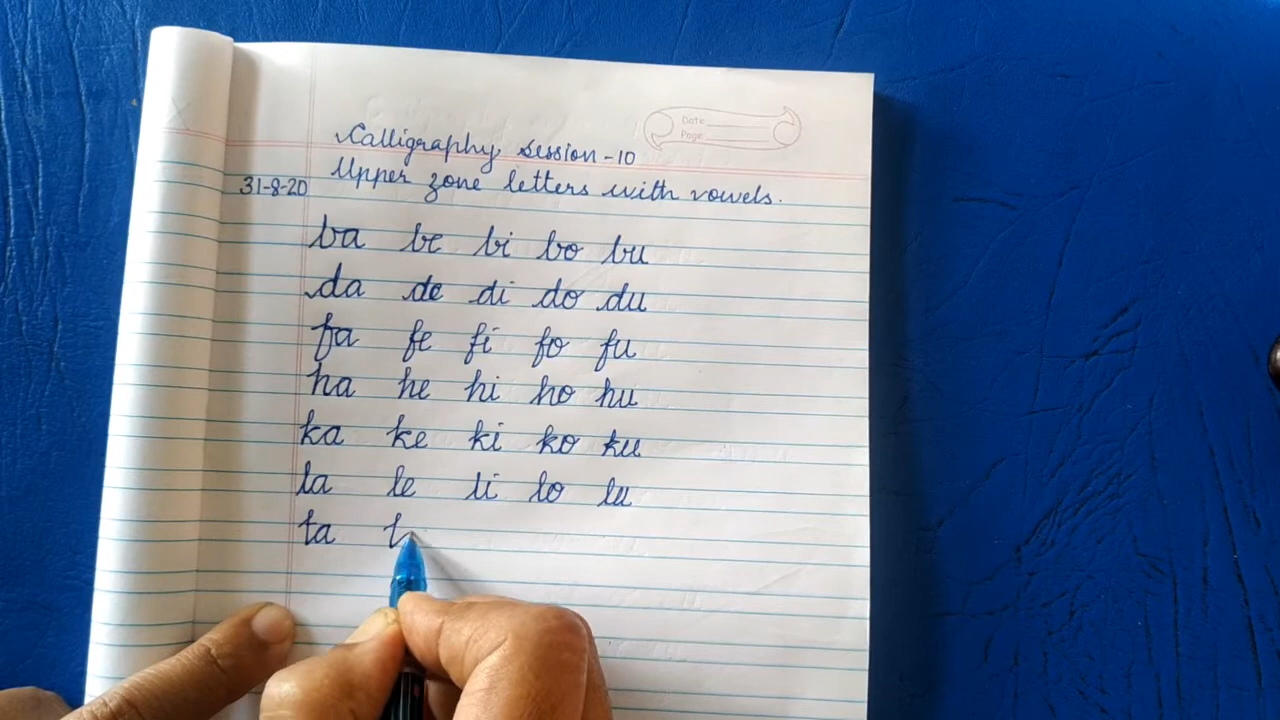 Date
Page
Calligraphy Session-10
31-8-20 Upper zone letters with vowels.
ba be bi bo bu
da de di do du
fa fe fi fo fu
ha he hi ho hu
ka ke ki ko ku
la le li lo lu
ta t